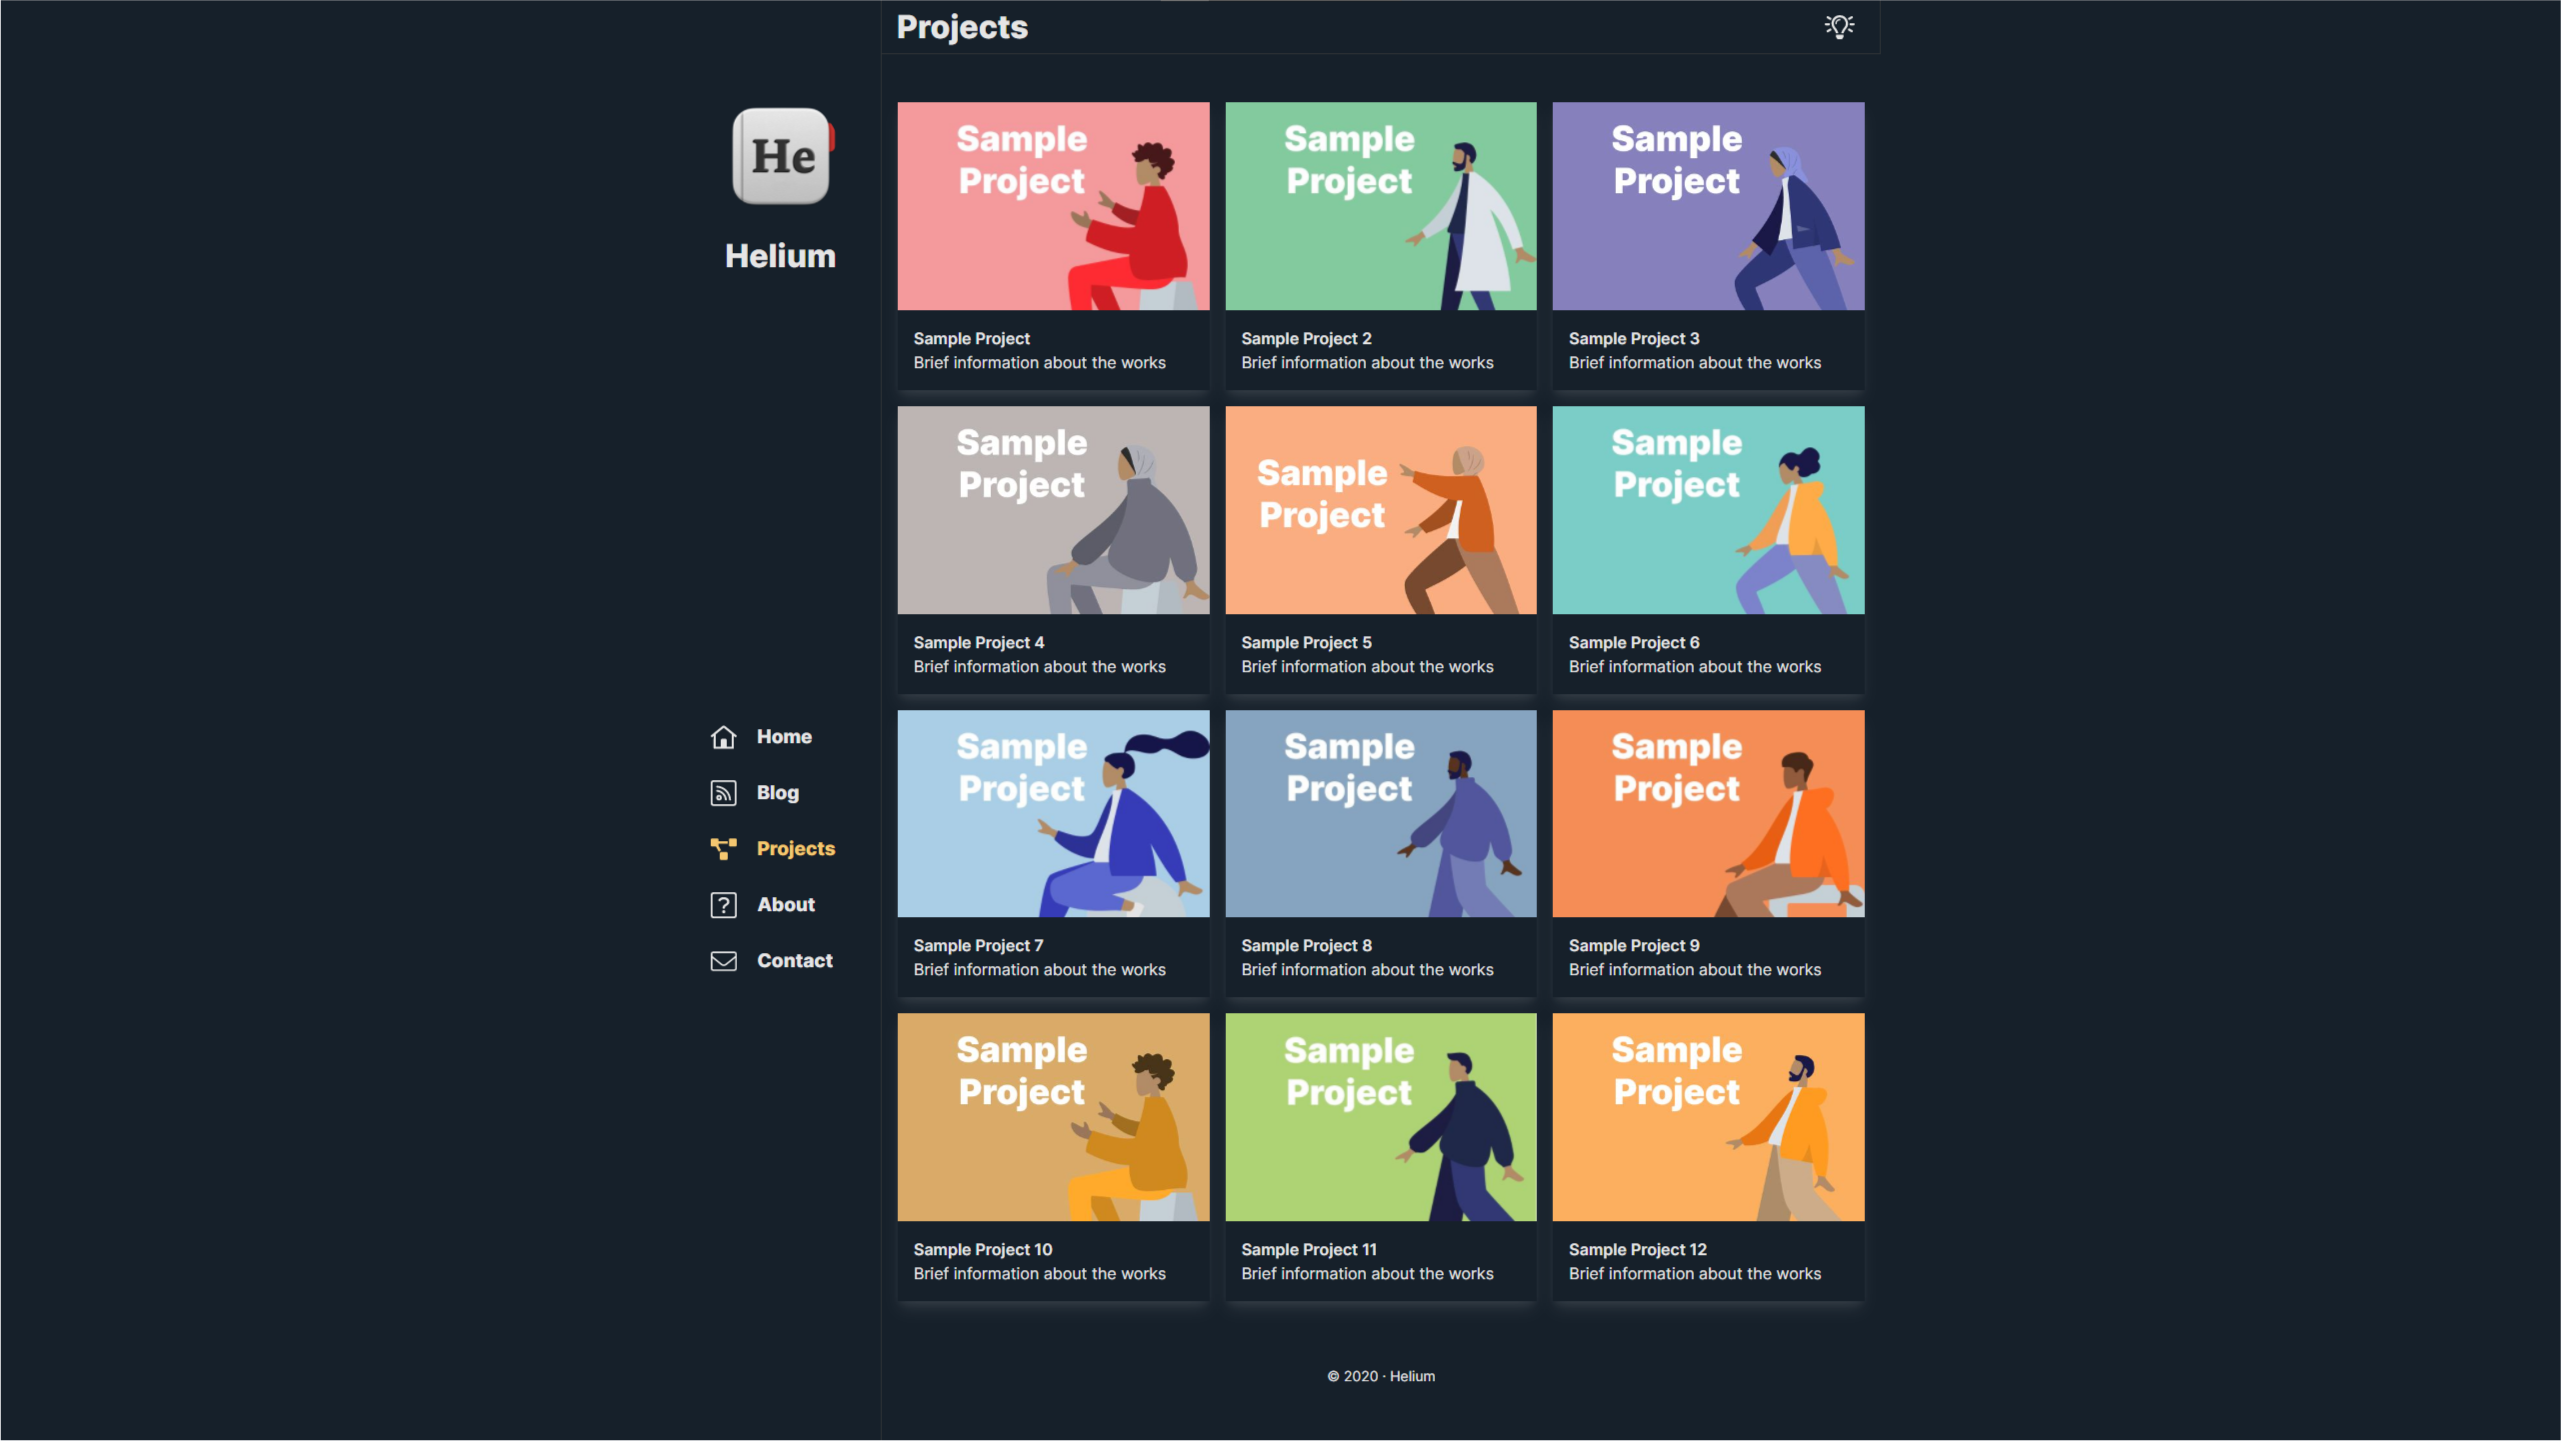 Projects
He
Helium
Home
Blog
Projects
About
Contact
Sample
Project
Sample Project
Brief information about the works
Sample
Project
Sample Project 2
Brief information about the works
Sample
Project
Sample Project 3
Brief information about the works
Sample
Project
Sample Project 4
Brief information about the works
Sample
Project
Sample Project 5
Brief information about the works
Sample
Project
Sample Project 6
Brief information about the works
Sample
Project
Sample Project 7
Brief information about the works
Sample
Project
Sample Project 8
Brief information about the works
Sample
Project
Sample Project 9
Brief information about the works
Sample
Project
Sample Project 10
Brief information about the works
Sample
Project
Sample Project 11
Brief information about the works
Sample
Project
Sample Project 12
Brief information about the works
© 2020 · Helium